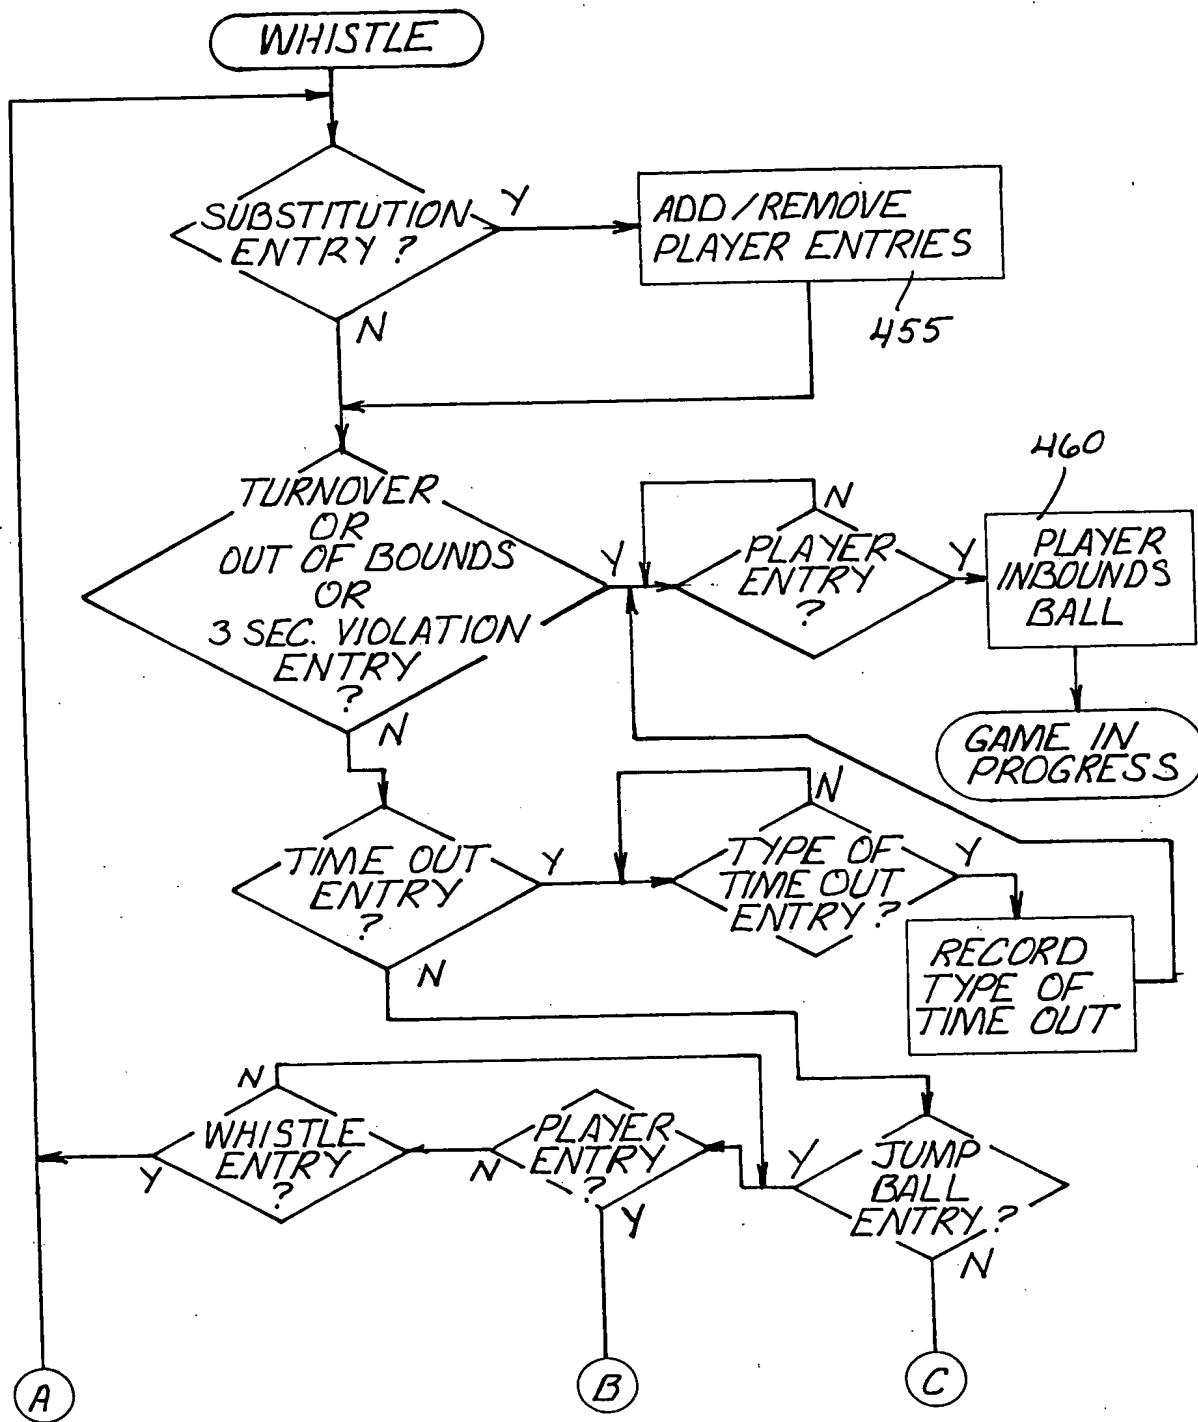 WHISTLE
SUBSTITUTION
ENTRY ?
Y
N
ADD/REMOVE
PLAYER ENTRIES
455
TURNOVER
OR
OUT OF BOUNDS
OR
3 SEC. VIOLATION
ENTRY
?
Y
N
N
PLAYER
ENTRY
?
Y
460
PLAYER
INBOUNDS
BALL
GAME IN
PROGRESS
TIME OUT
ENTRY
?
Y
N
N
TYPE OF
TIME OUT
ENTRY ?
Y
RECORD
TYPE OF
TIME OUT
N
WHISTLE
ENTRY
?
Y
PLAYER
ENTRY
?
N
Y
Y
JUMP
BALL
ENTRY ?
N
A
B
C